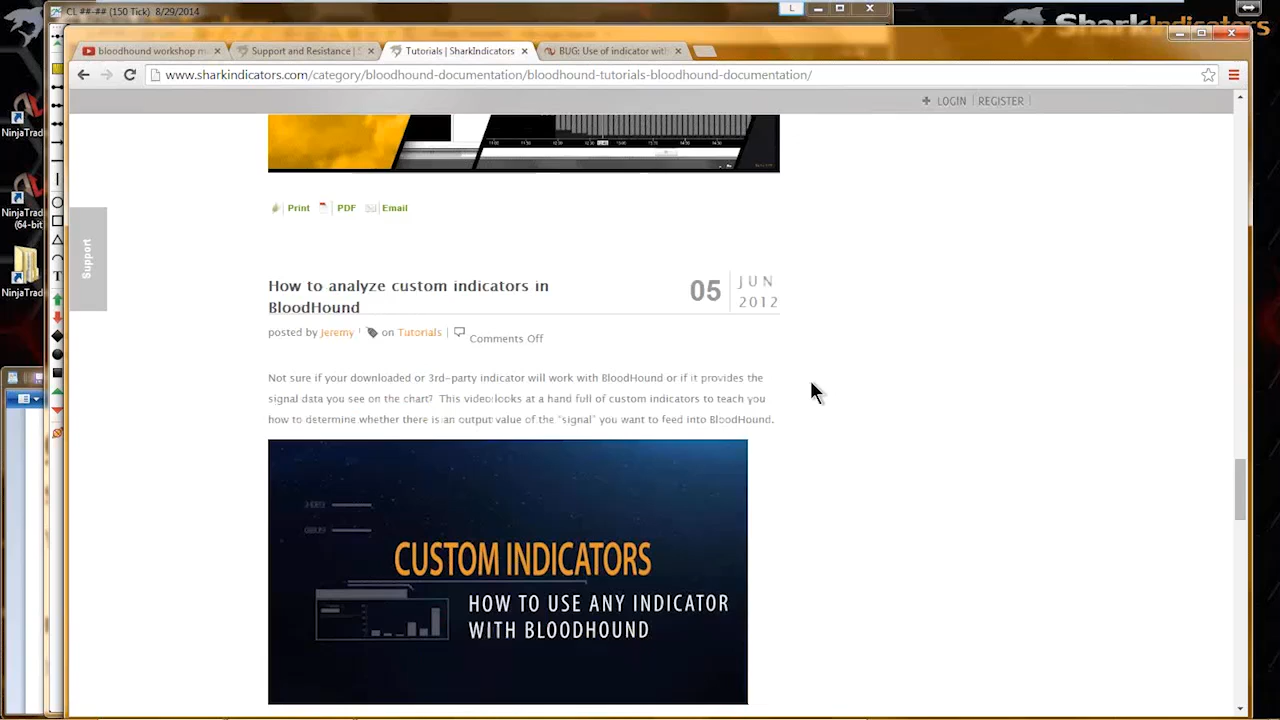 CL ##-## (150 Tick) 8/29/2014
L
SharkIndicators
bloodhound workshop m
Support and Resistance |
Tutorials | SharkIndicators
BUG: Use of indicator with
www.sharkindicators.com/category/bloodhound-documentation/bloodhound-tutorials-bloodhound-documentation/
LOGIN | REGISTER
NinjaTrad
NinjaTrad
(64-bit)
NinjaTrad
Support
Print
PDF
Email
How to analyze custom indicators in
BloodHound
05
JUN
2012
posted by Jeremy
on Tutorials
Comments Off
Not sure if your downloaded or 3rd-party indicator will work with BloodHound or if it provides the
signal data you see on the chart? This video looks at a hand full of custom indicators to teach you
how to determine whether there is an output value of the “signal” you want to feed into BloodHound.
CUSTOM INDICATORS
HOW TO USE ANY INDICATOR
WITH BLOODHOUND